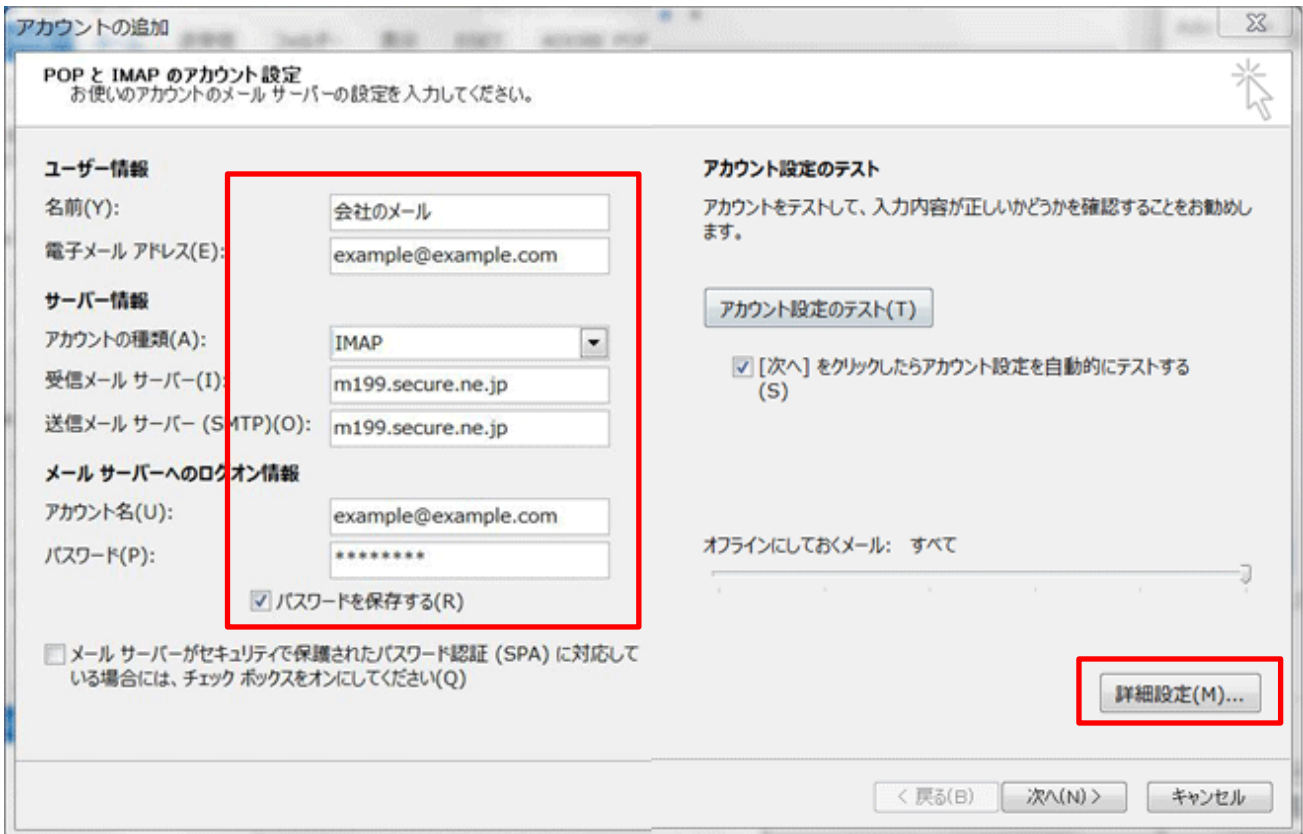 アカウントの追加
POP と IMAP のアカウント設定
お使いのアカウントのメール サーバーの設定を入力してください。
ユーザー情報
名前(Y):
会社のメール
電子メール アドレス(E):
example@example.com
サーバー情報
アカウントの種類(A):
IMAP
受信メール サーバー(I):
m199.secure.ne.jp
送信メール サーバー (SMTP)(O):
m199.secure.ne.jp
メール サーバーへのログオン情報
アカウント名(U):
example@example.com
パスワード(P):
********
パスワードを保存する(R)
メール サーバーがセキュリティで保護されたパスワード認証 (SPA) に対応して
いる場合には、チェック ボックスをオンにしてください(Q)
アカウント設定のテスト
アカウントをテストして、入力内容が正しいかどうかを確認することをお勧めし
ます。
アカウント設定のテスト(T)
[次へ] をクリックしたらアカウント設定を自動的にテストする
(S)
オフラインにしておくメール: すべて
詳細設定(M)...
< 戻る(B)
次へ(N) >
キャンセル